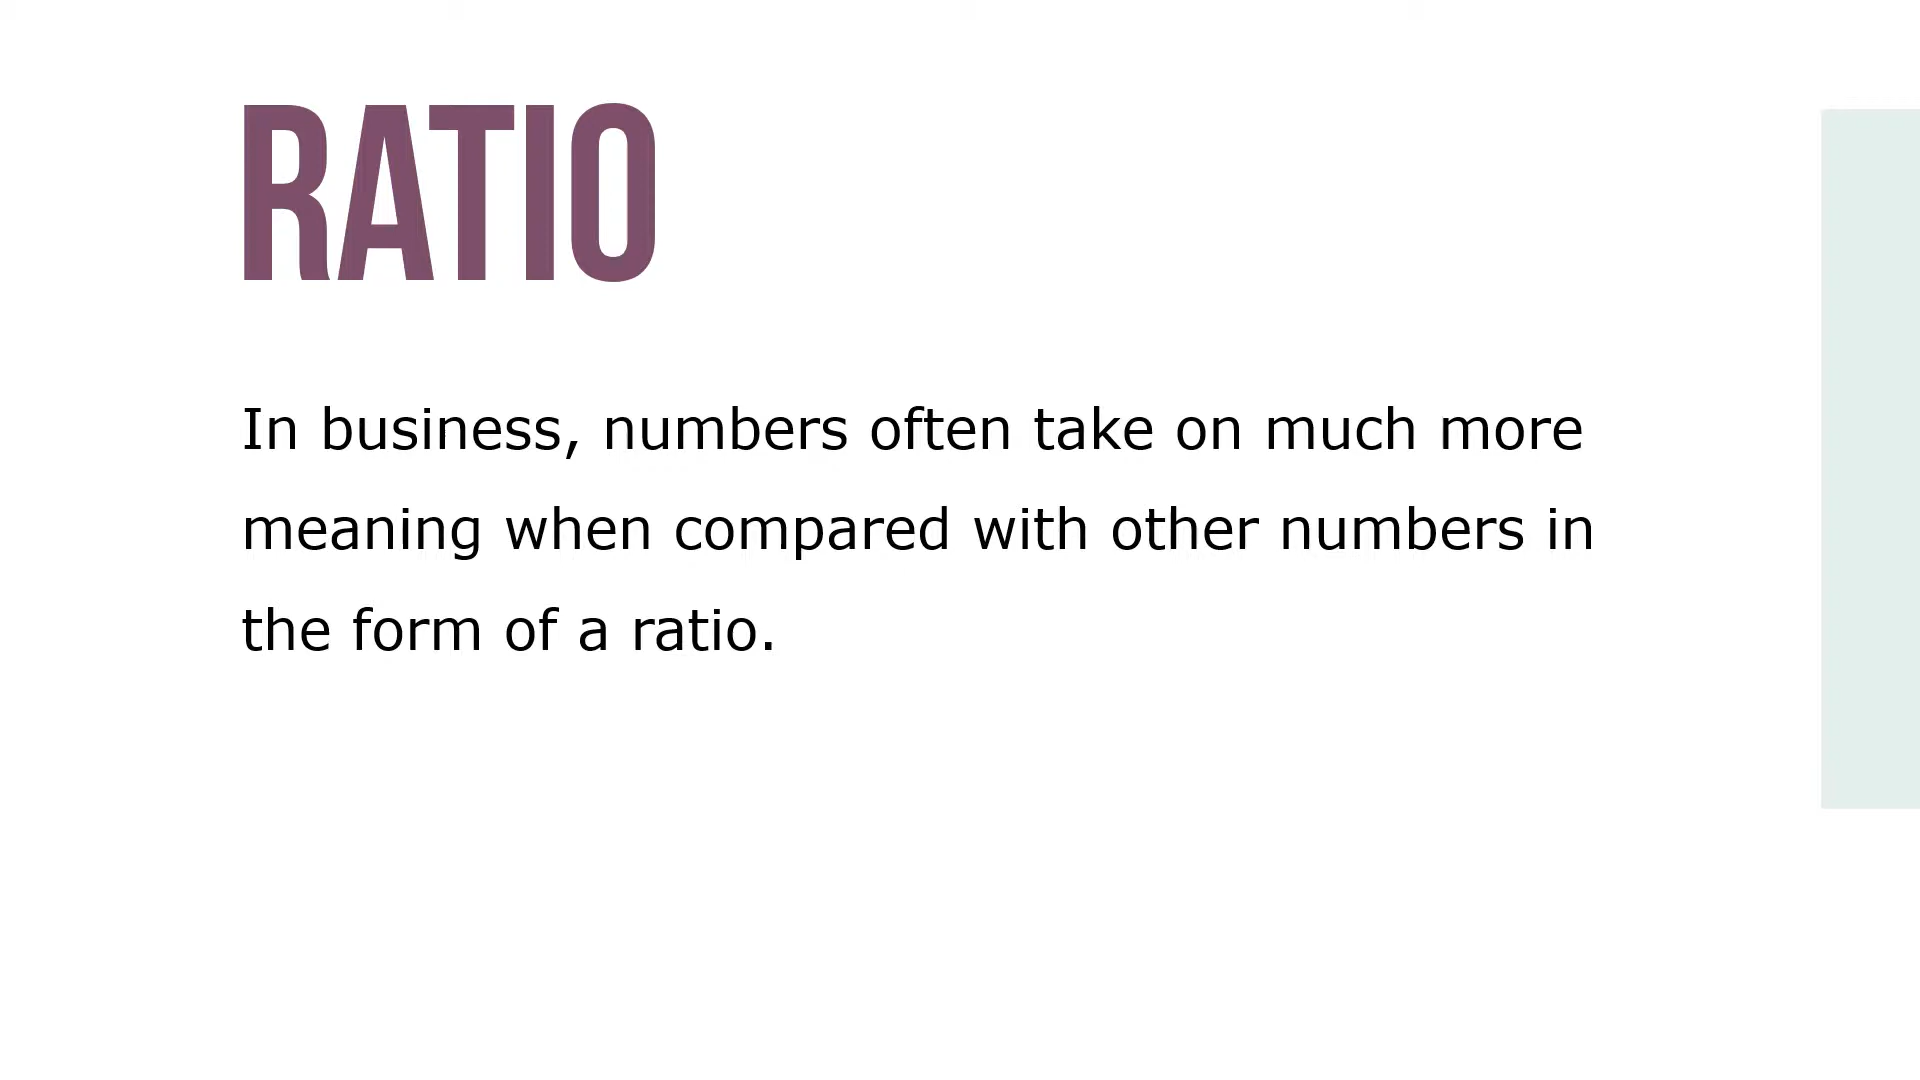 RATIO
In business, numbers often take on much more
meaning when compared with other numbers in
the form of a ratio.